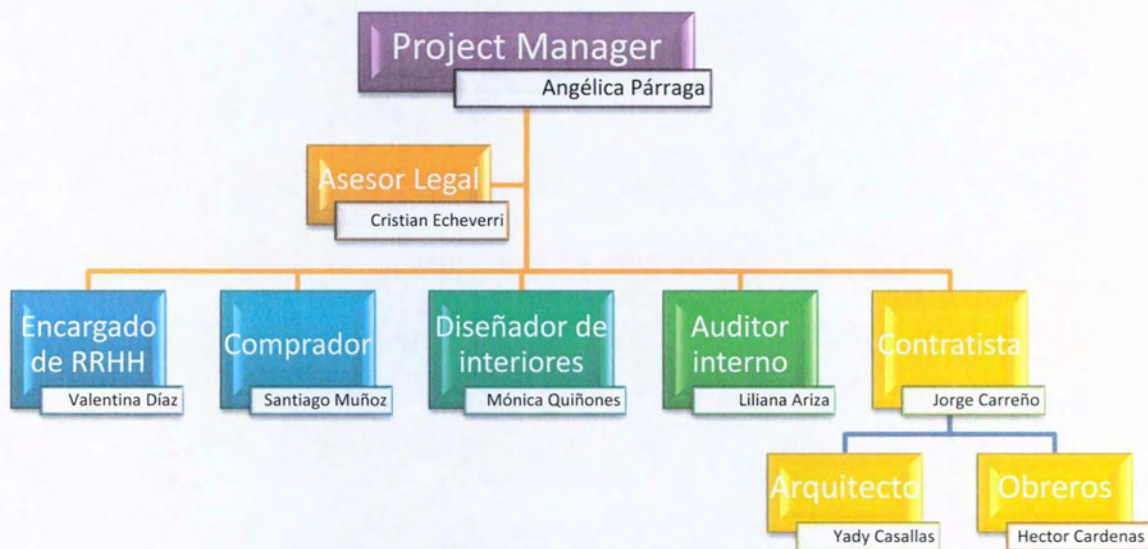 Project Manager
Angélica Párraga
Asesor Legal
Cristian Echeverri
Encargado
de RRHH
Valentina Díaz
Comprador
Santiago Muñoz
Diseñador de
interiores
Mónica Quiñones
Auditor
interno
Liliana Ariza
Contratista
Jorge Carreño
Arquitecto
Yady Casallas
Obreros
Hector Cardenas